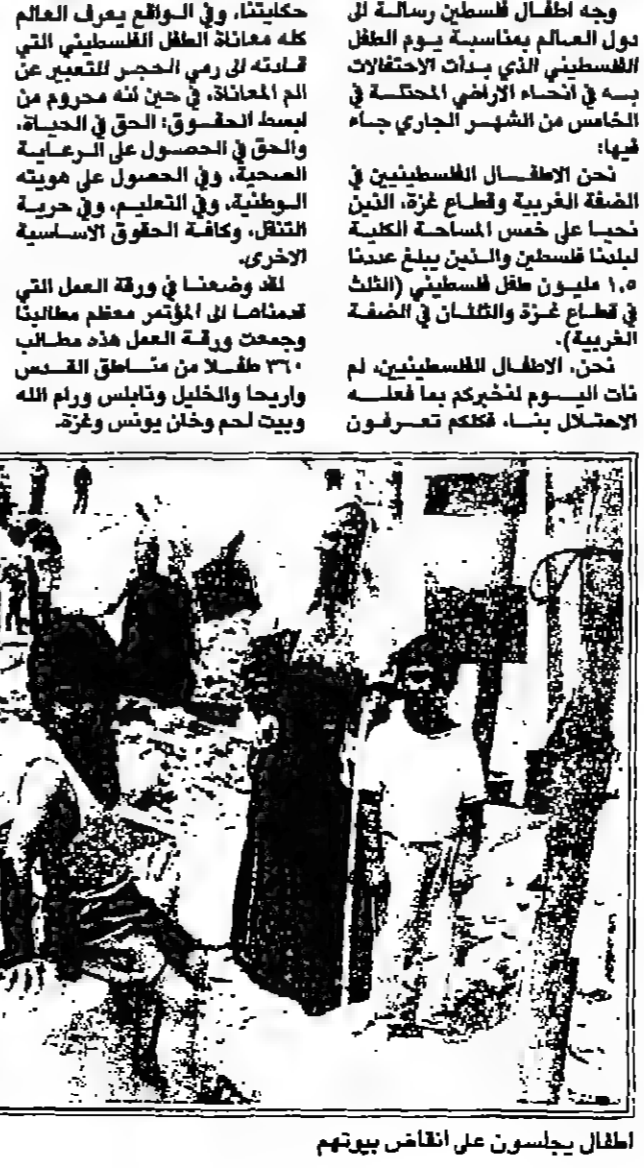 وجه اطفال فلسطين رسالة الى
دول العالم بمناسبة يوم الطفل
الفلسطيني الذي بدأت الاحتفالات
به في انحاء الاراضي المحتلة في
الخامس من الشهر الجاري جاء
فيها:
نحن الاطفال الفلسطينيين في
الضفة الغربية وقطاع غزة، الذين
نحيا على خمس المساحة الكلية
لبلدنا فلسطين والذين يبلغ عددنا
١,٥ مليون طفل فلسطيني (الثلث
في قطاع غزة والثلثان في الضفة
الغربية).
نحن، الاطفال الفلسطينيين، لم
نات اليوم لنخبركم بما فعله
الاحتلال بنا، فكلكم تعرفون
حكايتنا، وفي الواقع يعرف العالم
كله معاناة الطفل الفلسطيني التي
قادته الى رمي الحجر للتعبير عن
الم المعاناة، في حين انه محروم من
ابسط الحقوق: الحق في الحياة،
والحق في الحصول على الرعاية
الصحية، وفي الحصول على هويته
الوطنية، وفي التعليم، وفي حرية
التنقل، وكافة الحقوق الاساسية
الاخرى.
لقد وضعنا في ورقة العمل التي
قدمناها الى المؤتمر معظم مطالبنا
وجمعت ورقة العمل هذه مطالب
٣٦٠ طفلا من مناطق القدس
واريحا والخليل ونابلس ورام الله
وبيت لحم وخان يونس وغزة.
اطفال يجلسون على انقاض بيوتهم